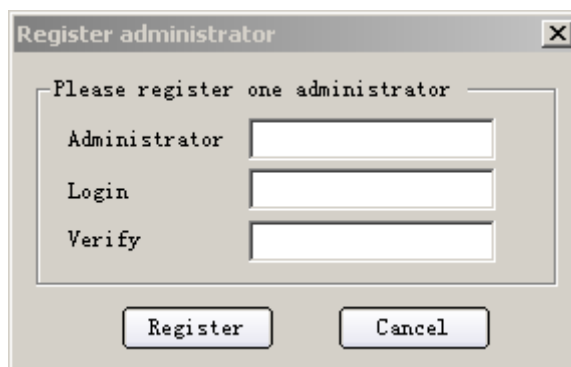 Register administrator
Please register one administrator
Administrator
Login
Verify
Register Cancel